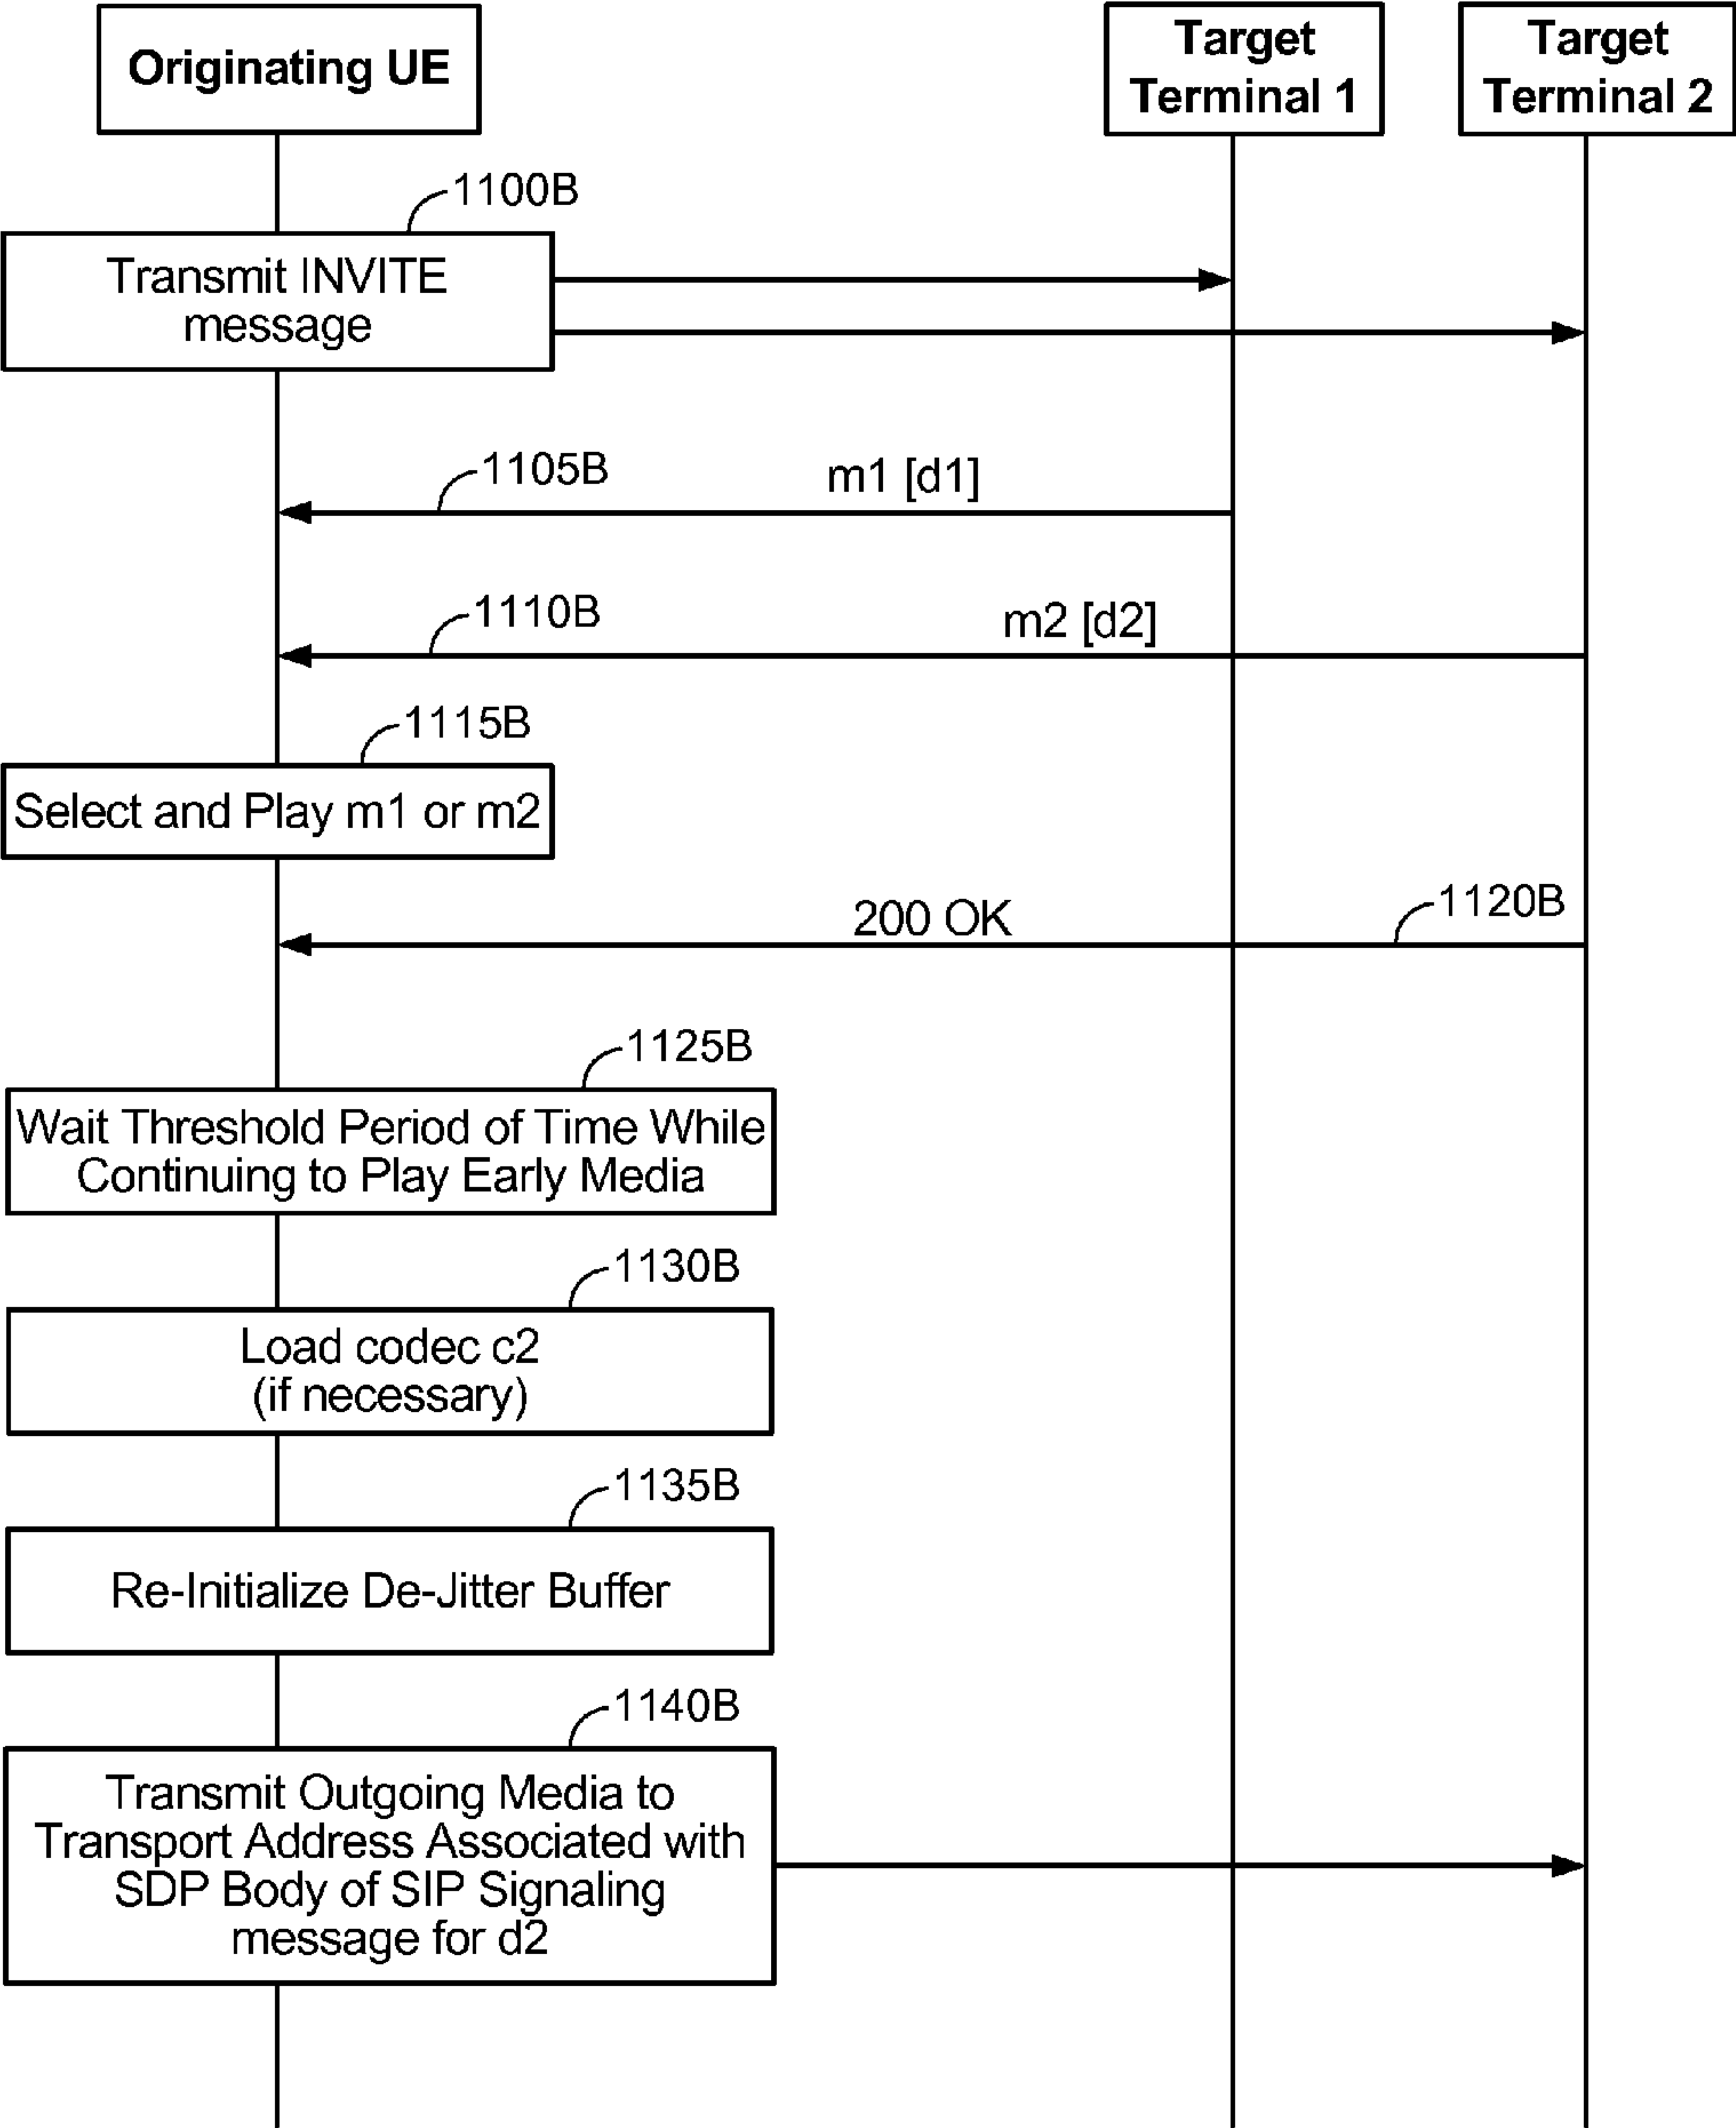 Originating UE
Target
Terminal 1
Target
Terminal 2
1100B
Transmit INVITE
message
1105B
m1 [d1]
1110B
m2 [d2]
1115B
Select and Play m1 or m2
200 OK
1120B
1125B
Wait Threshold Period of Time While
Continuing to Play Early Media
1130B
Load codec c2
(if necessary)
1135B
Re-Initialize De-Jitter Buffer
1140B
Transmit Outgoing Media to
Transport Address Associated with
SDP Body of SIP Signaling
message for d2